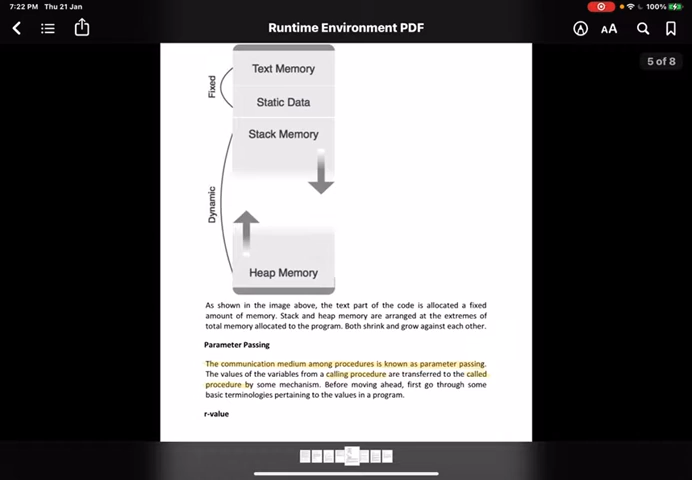 7:22 PM Thu 21 Jan
100%
Runtime Environment PDF
AA
5 of 8
Text Memory
Fixed
Static Data
Stack Memory
Dynamic
Heap Memory
As shown in the image above, the text part of the code is allocated a fixed
amount of memory. Stack and heap memory are arranged at the extremes of
total memory allocated to the program. Both shrink and grow against each other.
Parameter Passing
The communication medium among procedures is known as parameter passing.
The values of the variables from a calling procedure are transferred to the called
procedure by some mechanism. Before moving ahead, first go through some
basic terminologies pertaining to the values in a program.
r-value